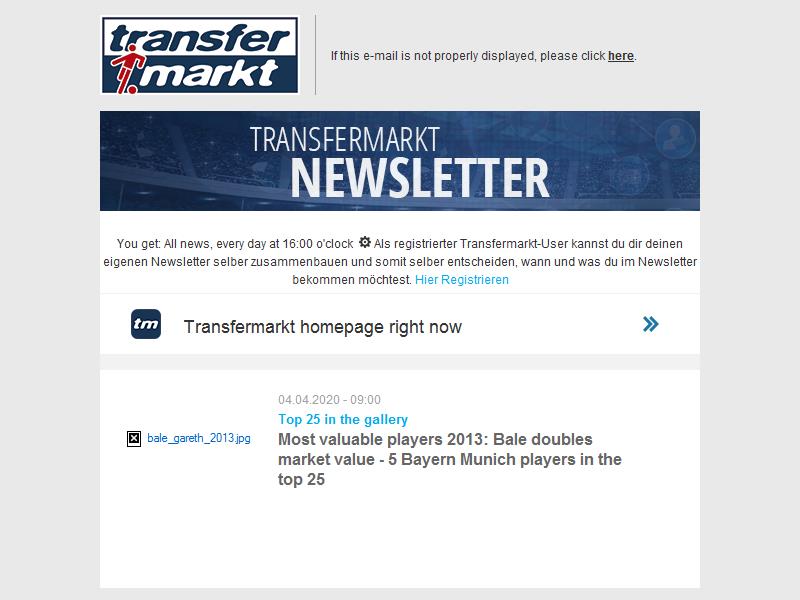 transfer
markt
If this e-mail is not properly displayed, please click here.
TRANSFERMARKT
NEWSLETTER
You get: All news, every day at 16:00 o'clock Als registrierter Transfermarkt-User kannst du dir deinen
eigenen Newsletter selber zusammenbauen und somit selber entscheiden, wann und was du im Newsletter
bekommen möchtest. Hier Registrieren
tm
Transfermarkt homepage right now
04.04.2020 - 09:00
Top 25 in the gallery
bale_gareth_2013.jpg
Most valuable players 2013: Bale doubles
market value - 5 Bayern Munich players in the
top 25